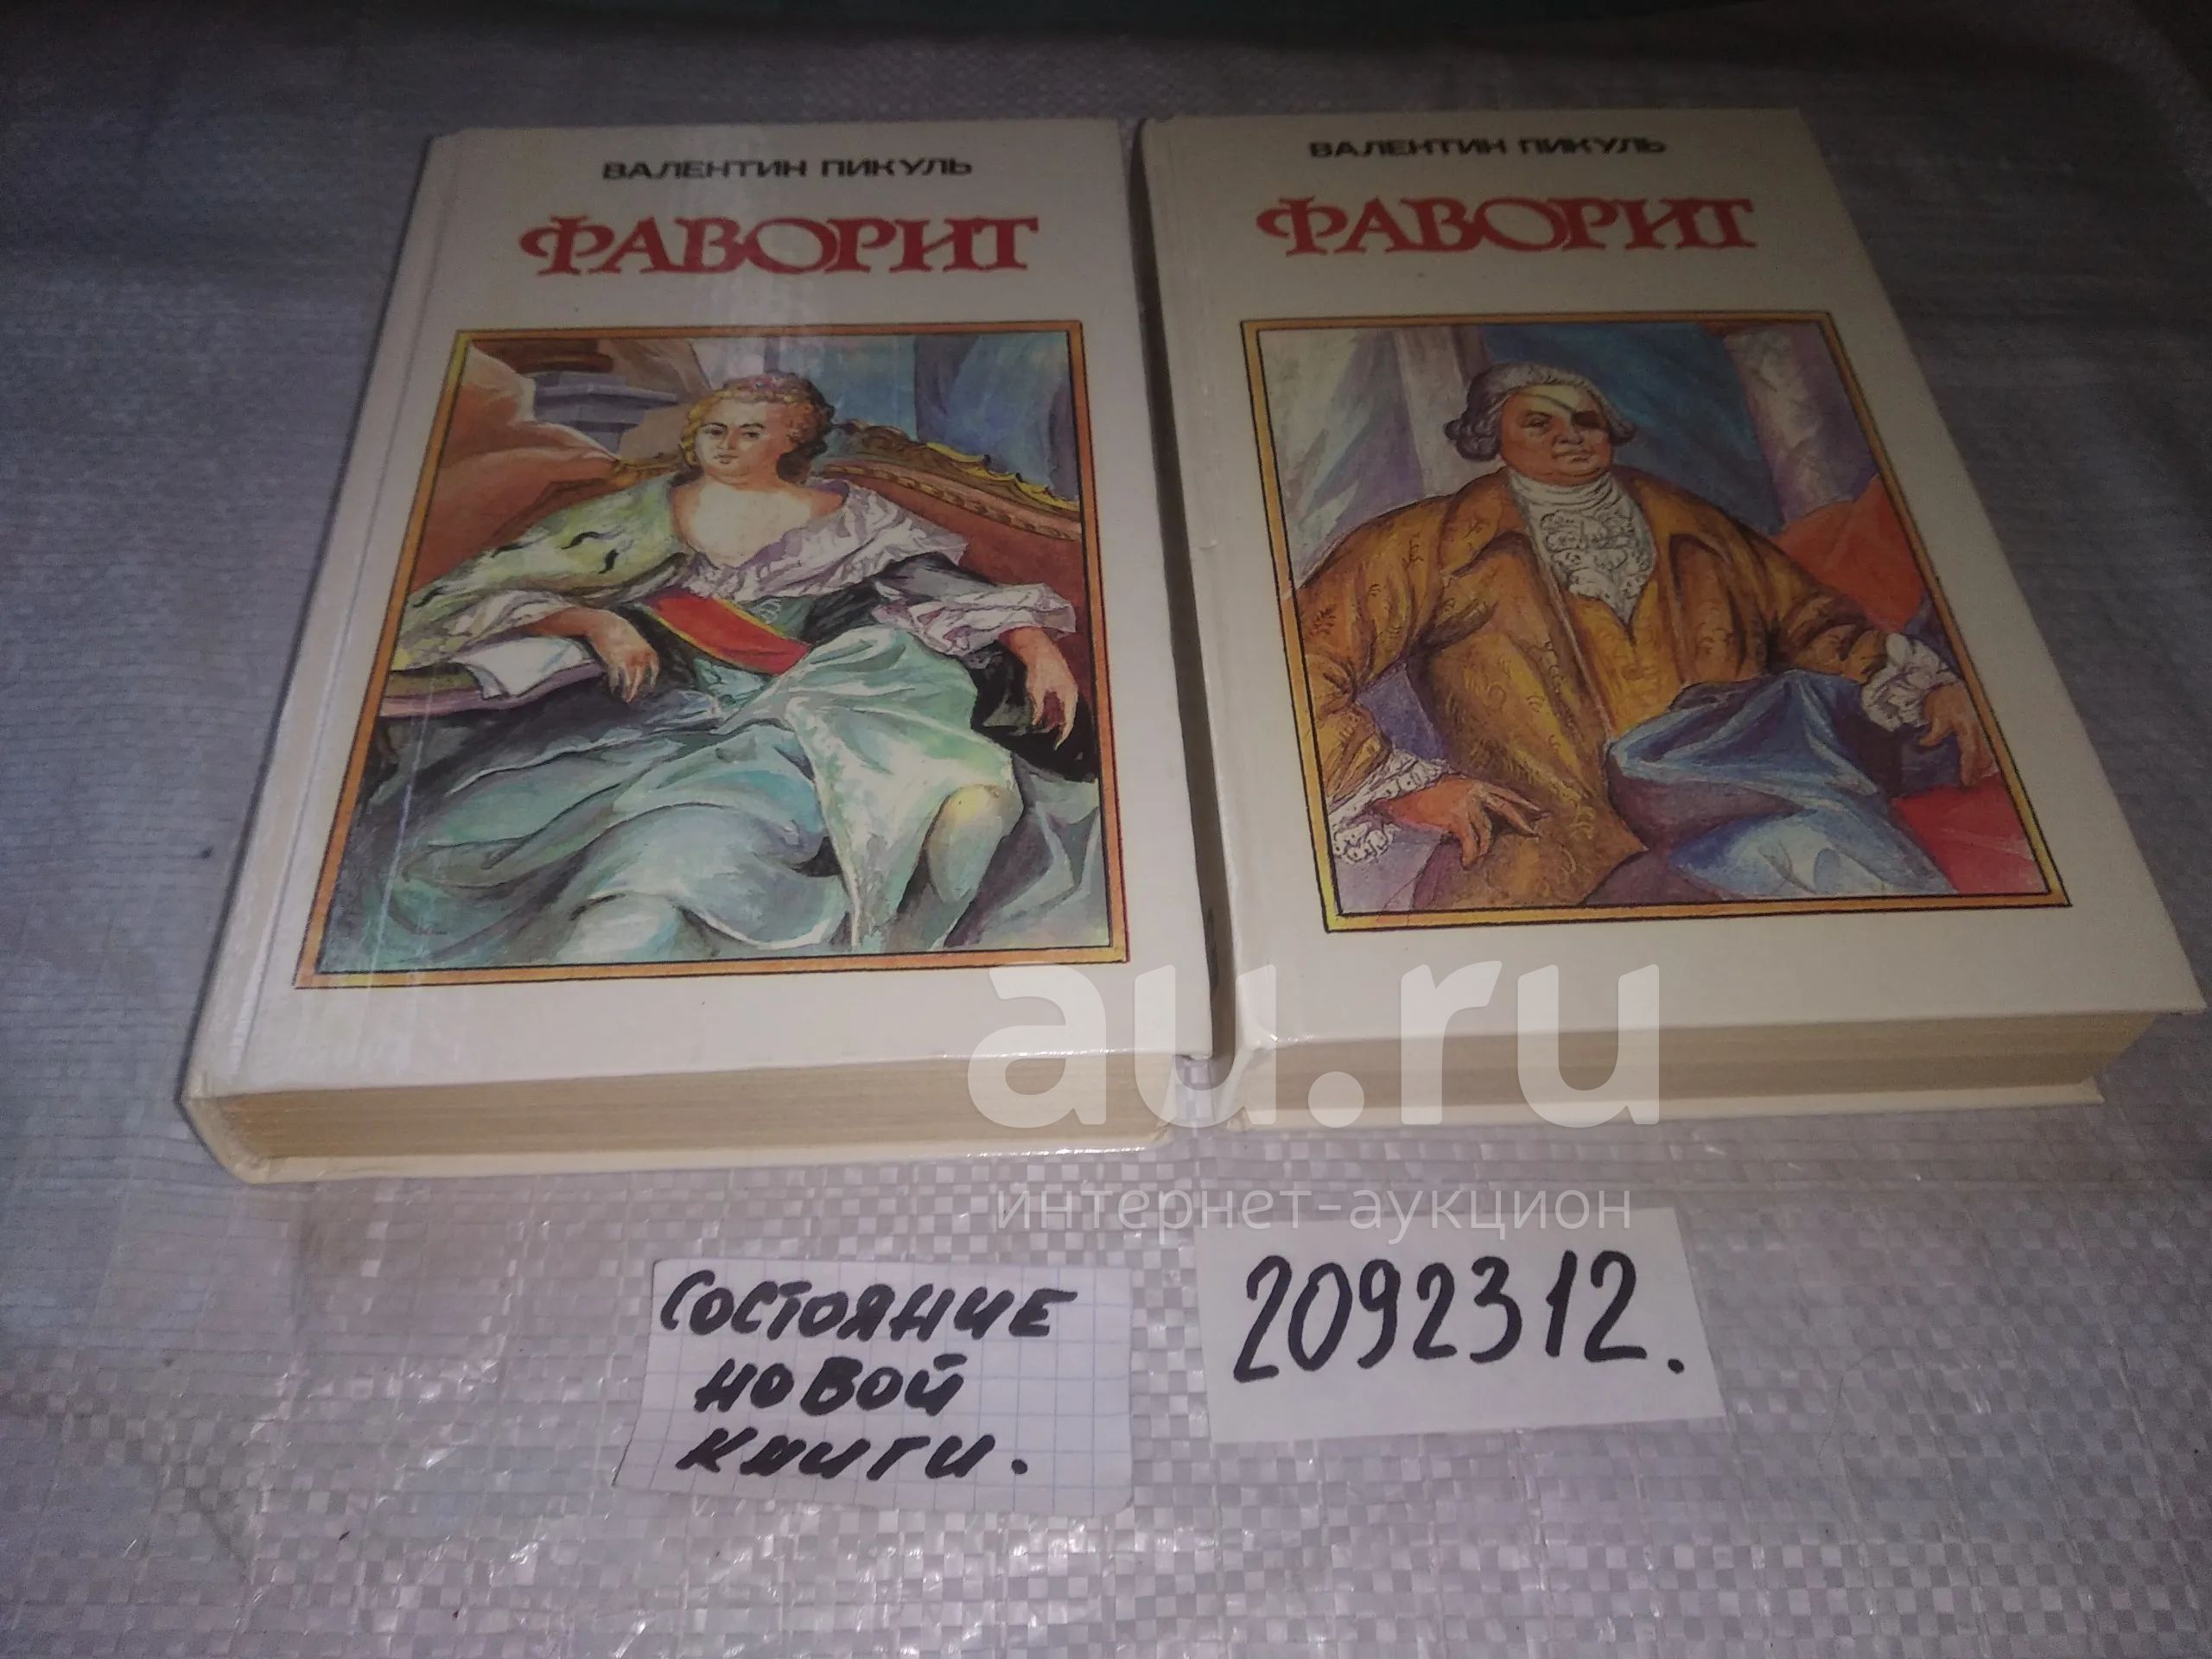 ВАЛЕНТИН ПИКУЛЬ
ФАВОРИТ
ВАЛЕНТИН ПИКУЛЬ
ФАВОРИТ
au.ru
интернет-аукцион
СОСТОЯНИЕ
НОВОЙ
КНИГИ.
2092312.